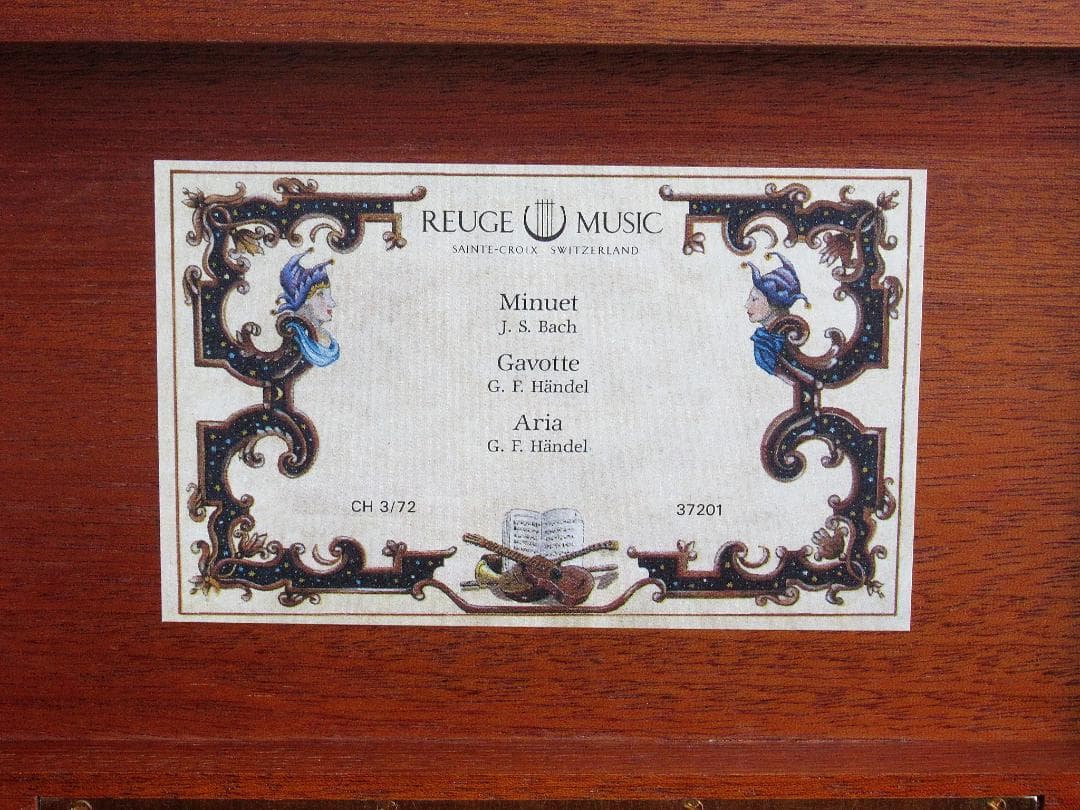 REUGE MUSIC
SAINTE-CROIX SWITZERLAND
Minuet
J. S. Bach
Gavotte
G. F. Händel
Aria
G. F. Händel
CH 3/72 37201